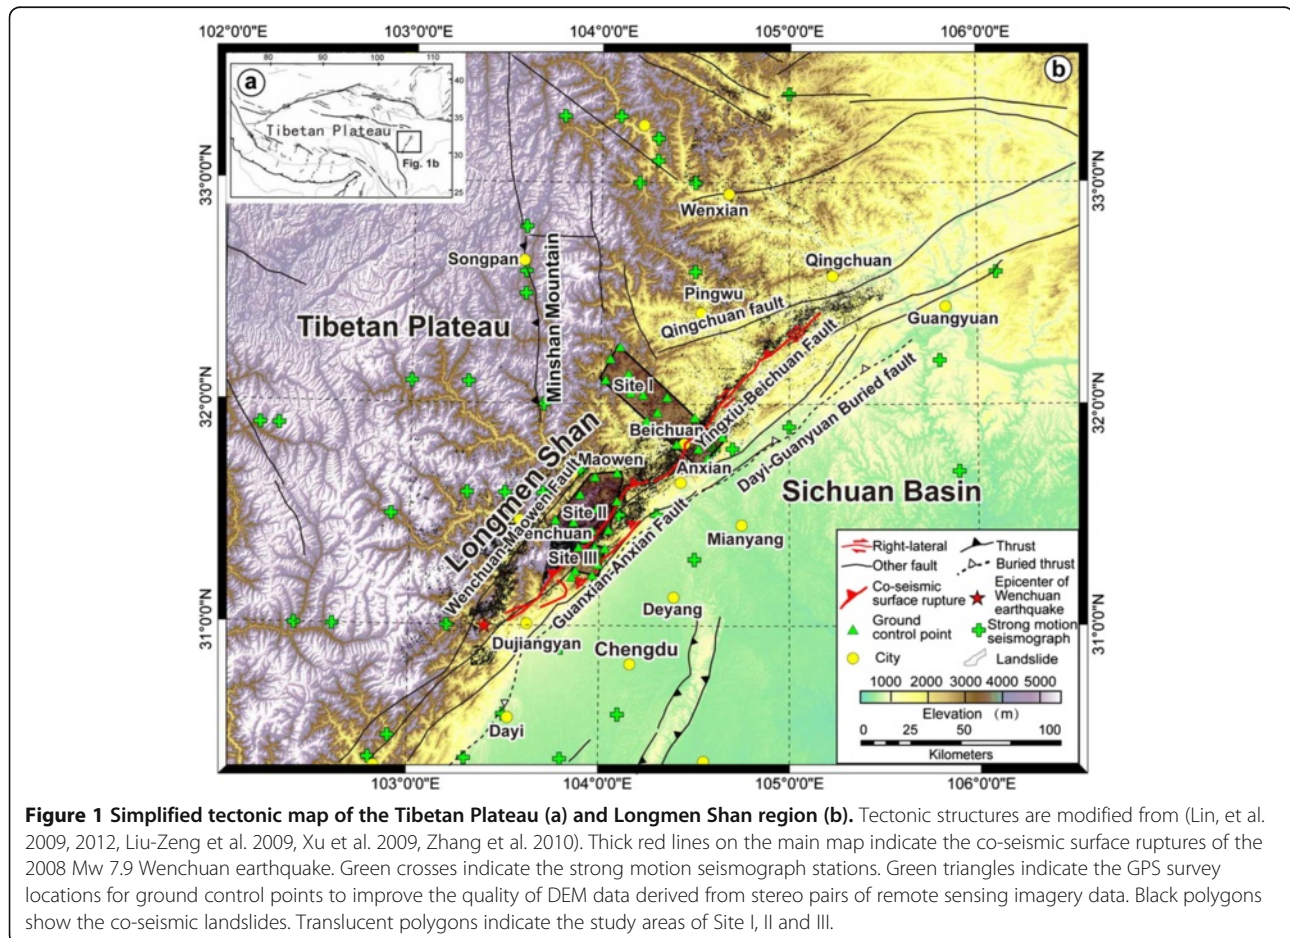 102°0'0"E 103°0'0"E 104°0'0"E 105°0'0"E 106°0'0"E
80 90 100 110
a
b
40
35
30
25
Tibetan Plateau
Fig. 1b
33°0'0"N
33°0'0"N
Wenxian
Songpan
Qingchuan
Minshan Mountain
Pingwu
Qingchuan fault
Guangyuan
Tibetan Plateau
32°0'0"N
32°0'0"N
Site I
Yingxiu-Beichuan Fault
Beichuan
Dayi-Guanyuan Buried fault
Longmen Shan
Maowen
Anxian
Sichuan Basin
Wenchuan-Maowen Fault
Site II
enchuan
Mianyang
Site III
Guanxian-Anxian Fault
Deyang
31°0'0"N
31°0'0"N
Dujiangyan
Chengdu
Dayi
Right-lateral
Thrust
Other fault
Buried thrust
Co-seismic
surface rupture
Epicenter of
Wenchuan
earthquake
Ground
control point
Strong motion
seismograph
City
Landslide
1000 2000 3000 4000 5000
Elevation (m)
0 25 50 100
Kilometers
103°0'0"E 104°0'0"E 105°0'0"E 106°0'0"E
Figure 1 Simplified tectonic map of the Tibetan Plateau (a) and Longmen Shan region (b). Tectonic structures are modified from (Lin, et al.
2009, 2012, Liu-Zeng et al. 2009, Xu et al. 2009, Zhang et al. 2010). Thick red lines on the main map indicate the co-seismic surface ruptures of the
2008 Mw 7.9 Wenchuan earthquake. Green crosses indicate the strong motion seismograph stations. Green triangles indicate the GPS survey
locations for ground control points to improve the quality of DEM data derived from stereo pairs of remote sensing imagery data. Black polygons
show the co-seismic landslides. Translucent polygons indicate the study areas of Site I, II and III.